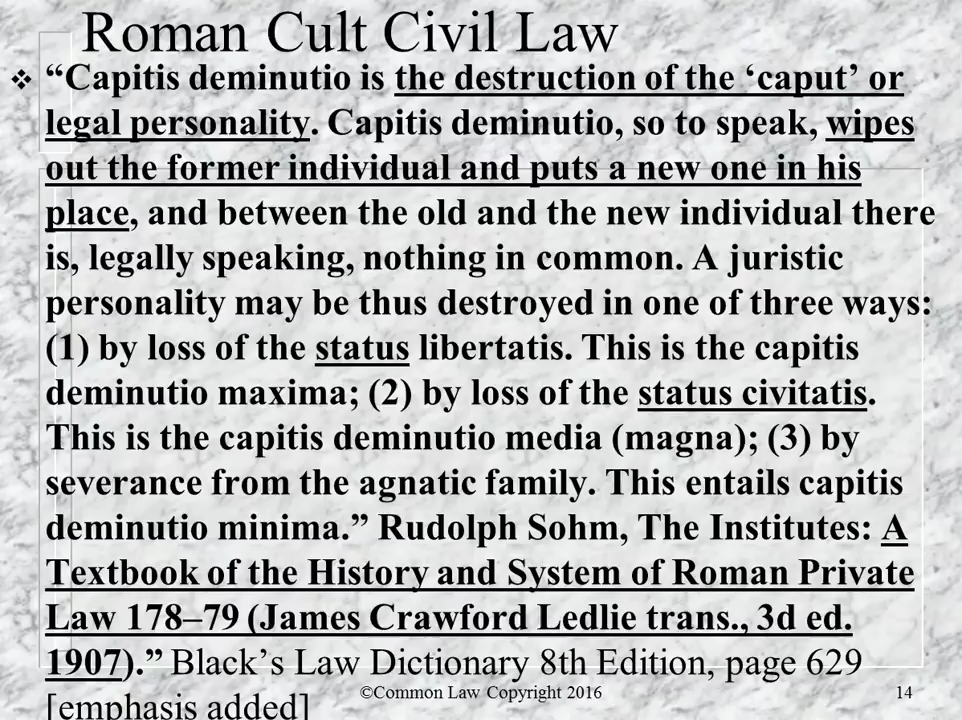 Roman Cult Civil Law
❖ “Capitis deminutio is the destruction of the ‘caput’ or
legal personality. Capitis deminutio, so to speak, wipes
out the former individual and puts a new one in his
place, and between the old and the new individual there
is, legally speaking, nothing in common. A juristic
personality may be thus destroyed in one of three ways:
(1) by loss of the status libertatis. This is the capitis
deminutio maxima; (2) by loss of the status civitatis.
This is the capitis deminutio media (magna); (3) by
severance from the agnatic family. This entails capitis
deminutio minima.” Rudolph Sohm, The Institutes: A
Textbook of the History and System of Roman Private
Law 178–79 (James Crawford Ledlie trans., 3d ed.
1907).” Black’s Law Dictionary 8th Edition, page 629
[emphasis added]
©Common Law Copyright 2016
14